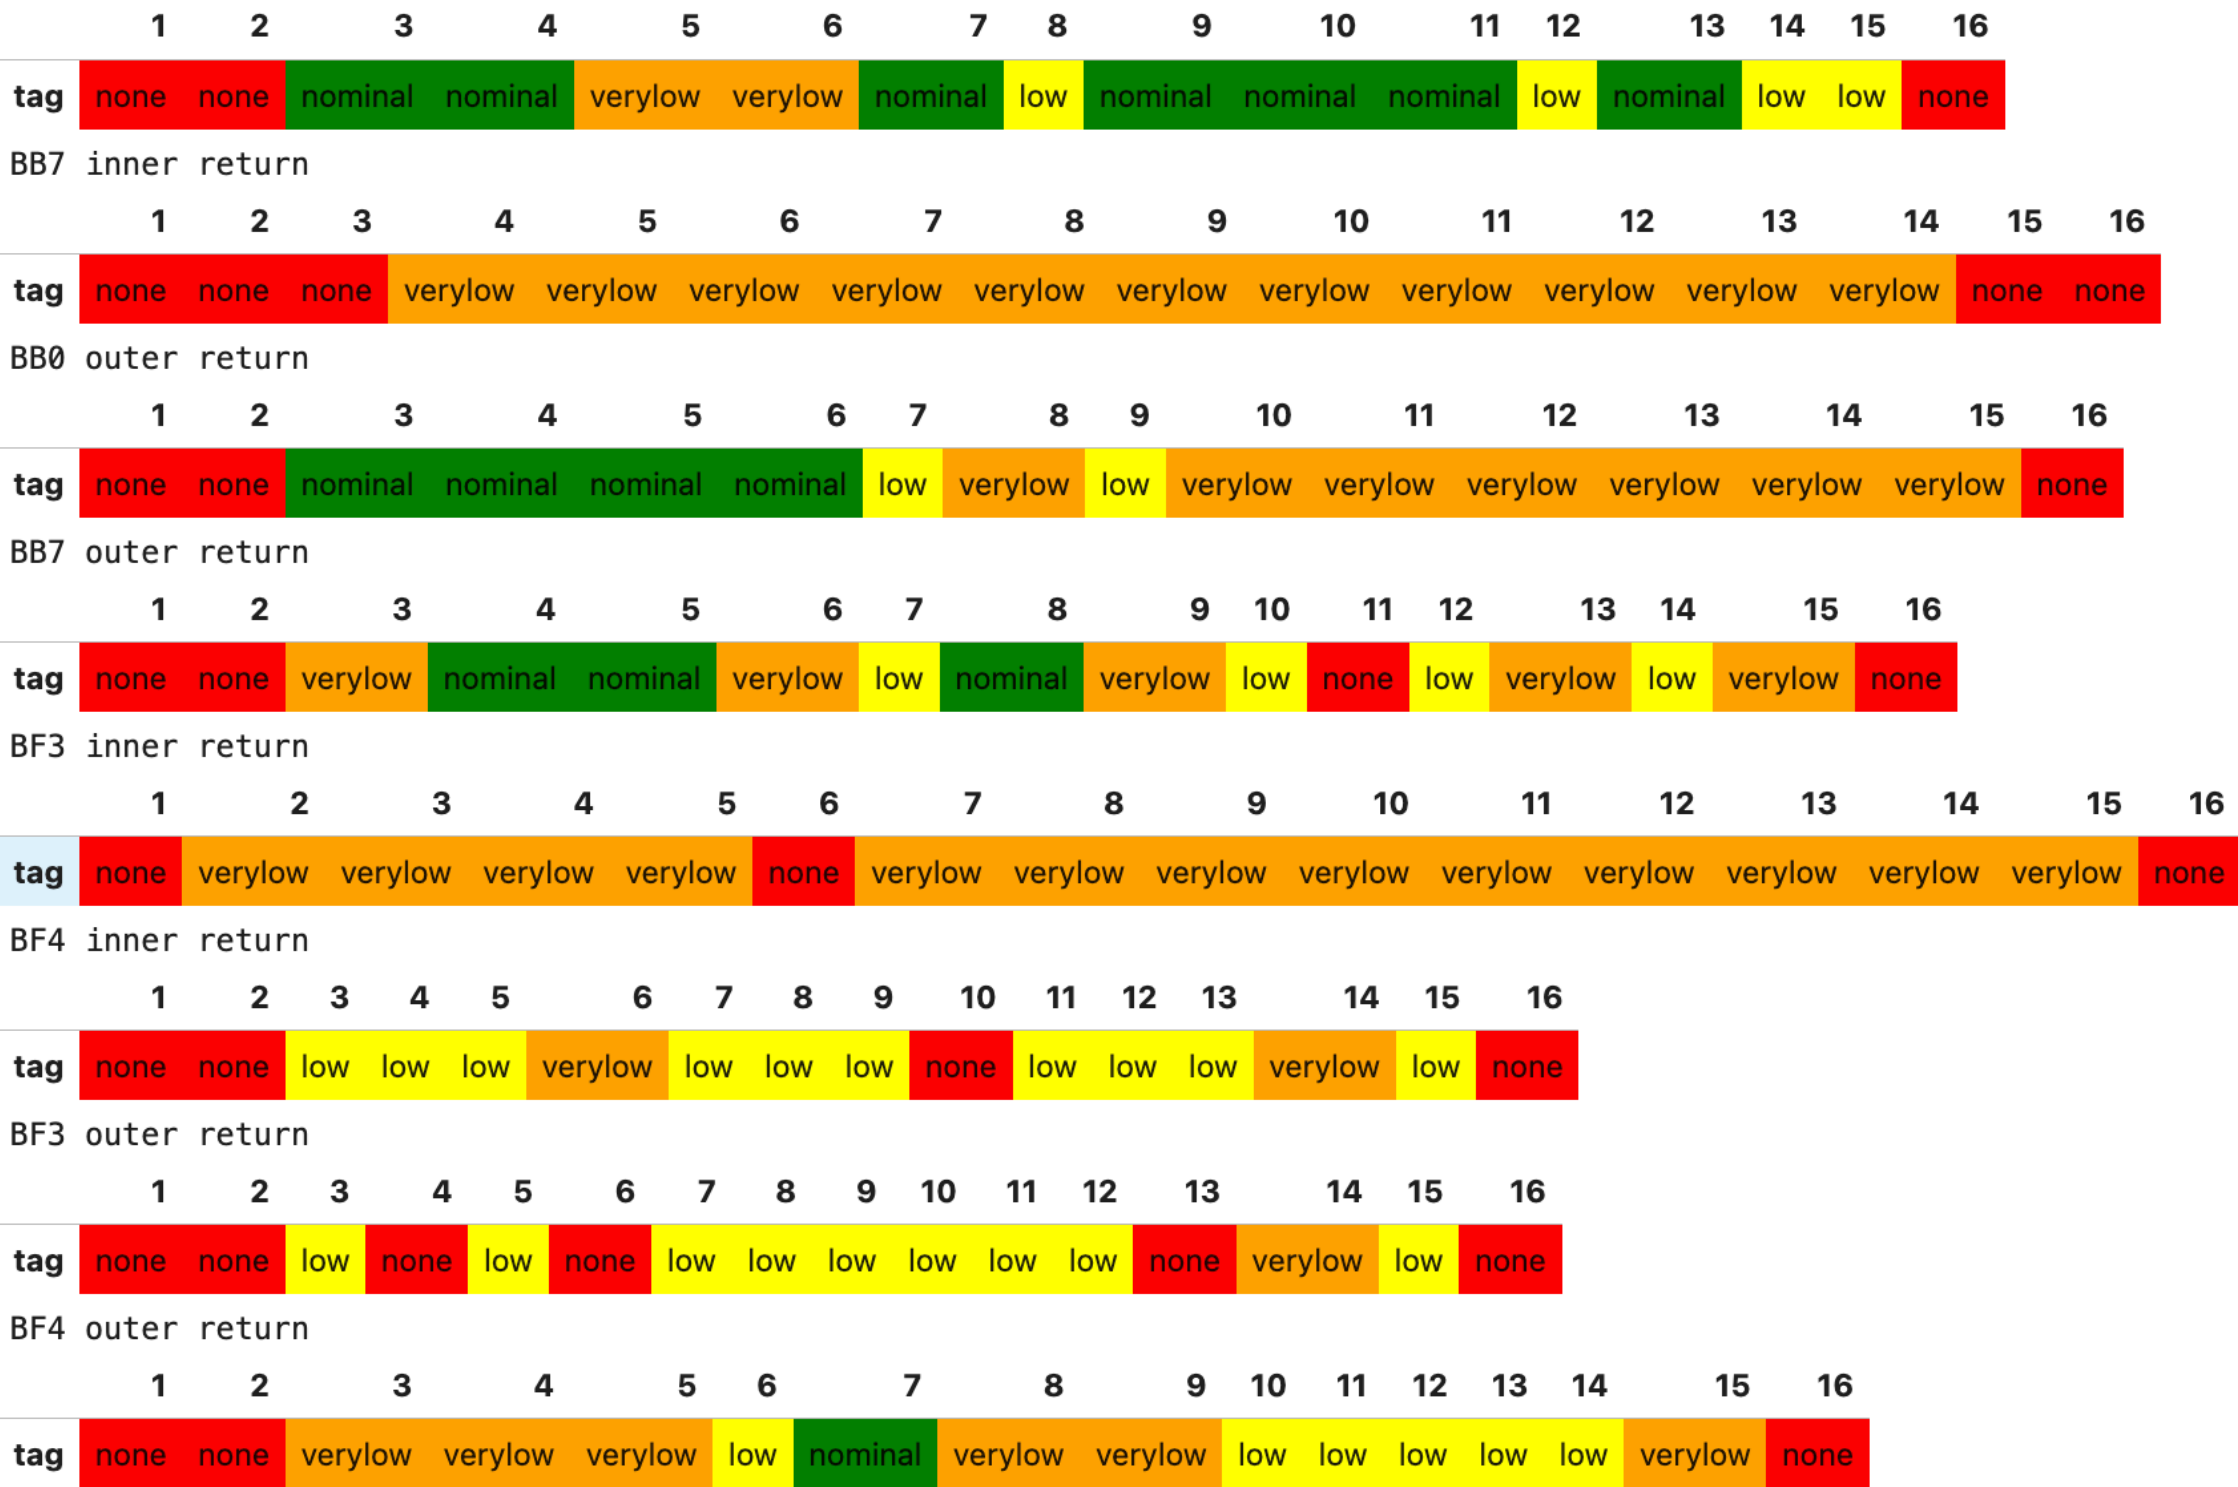 1 2 3 4 5 6 7 8 9 10 11 12 13 14 15 16
tag none none nominal nominal verylow verylow nominal low nominal nominal nominal low nominal low low none
BB7 inner return
1 2 3 4 5 6 7 8 9 10 11 12 13 14 15 16
tag none none none verylow verylow verylow verylow verylow verylow verylow verylow verylow verylow verylow none none
BB0 outer return
1 2 3 4 5 6 7 8 9 10 11 12 13 14 15 16
tag none none nominal nominal nominal nominal low verylow low verylow verylow verylow verylow verylow verylow none
BB7 outer return
1 2 3 4 5 6 7 8 9 10 11 12 13 14 15 16
tag none none verylow nominal nominal verylow low nominal verylow low none low verylow low verylow none
BF3 inner return
1 2 3 4 5 6 7 8 9 10 11 12 13 14 15 16
tag none verylow verylow verylow verylow none verylow verylow verylow verylow verylow verylow verylow verylow verylow none
BF4 inner return
1 2 3 4 5 6 7 8 9 10 11 12 13 14 15 16
tag none none low low low verylow low low low none low low low verylow low none
BF3 outer return
1 2 3 4 5 6 7 8 9 10 11 12 13 14 15 16
tag none none low none low none low low low low low low none verylow low none
BF4 outer return
1 2 3 4 5 6 7 8 9 10 11 12 13 14 15 16
tag none none verylow verylow verylow low nominal verylow verylow low low low low low verylow none